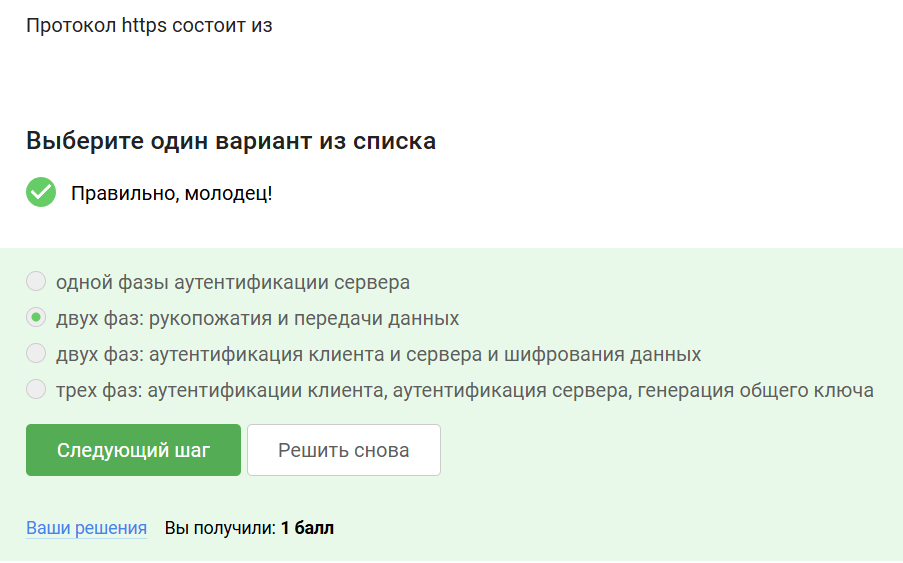 Протокол https состоит из
Выберите один вариант из списка
Правильно, молодец!
одной фазы аутентификации сервера
двух фаз: рукопожатия и передачи данных
двух фаз: аутентификация клиента и сервера и шифрования данных
трех фаз: аутентификации клиента, аутентификация сервера, генерация общего ключа
Следующий шаг Решить снова
Ваши решения Вы получили: 1 балл